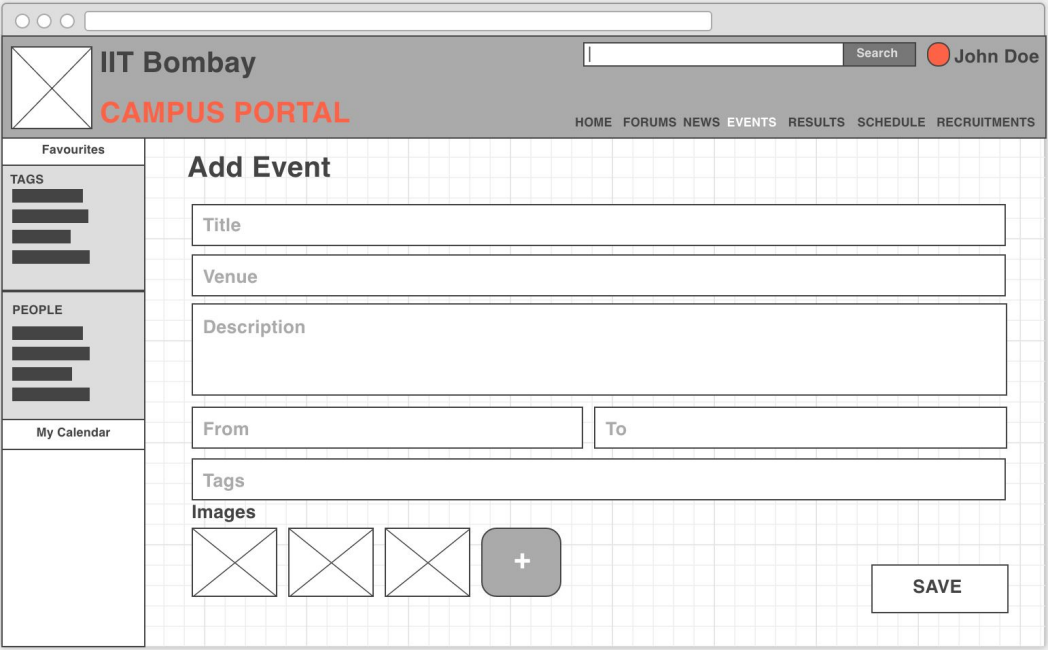 IIT Bombay
CAMPUS PORTAL
Search
John Doe
HOME FORUMS NEWS EVENTS RESULTS SCHEDULE RECRUITMENTS
Favourites
TAGS
PEOPLE
My Calendar
Add Event
Title
Venue
Description
From
To
Tags
Images
+
SAVE